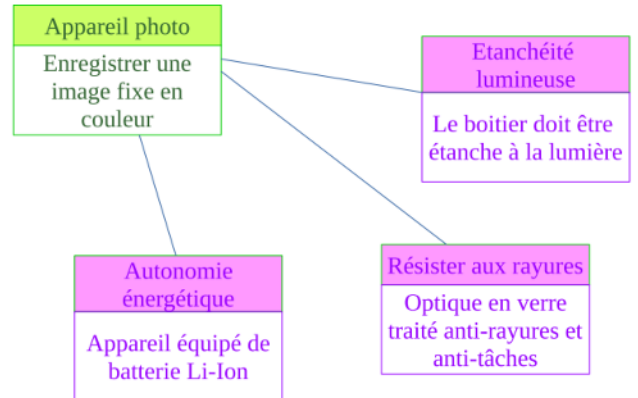 Appareil photo
Enregistrer une
image fixe en
couleur
Etanchéité
lumineuse
Le boitier doit être
étanche à la lumière
Autonomie
énergétique
Appareil équipé de
batterie Li-Ion
Résister aux rayures
Optique en verre
traité anti-rayures et
anti-tâches